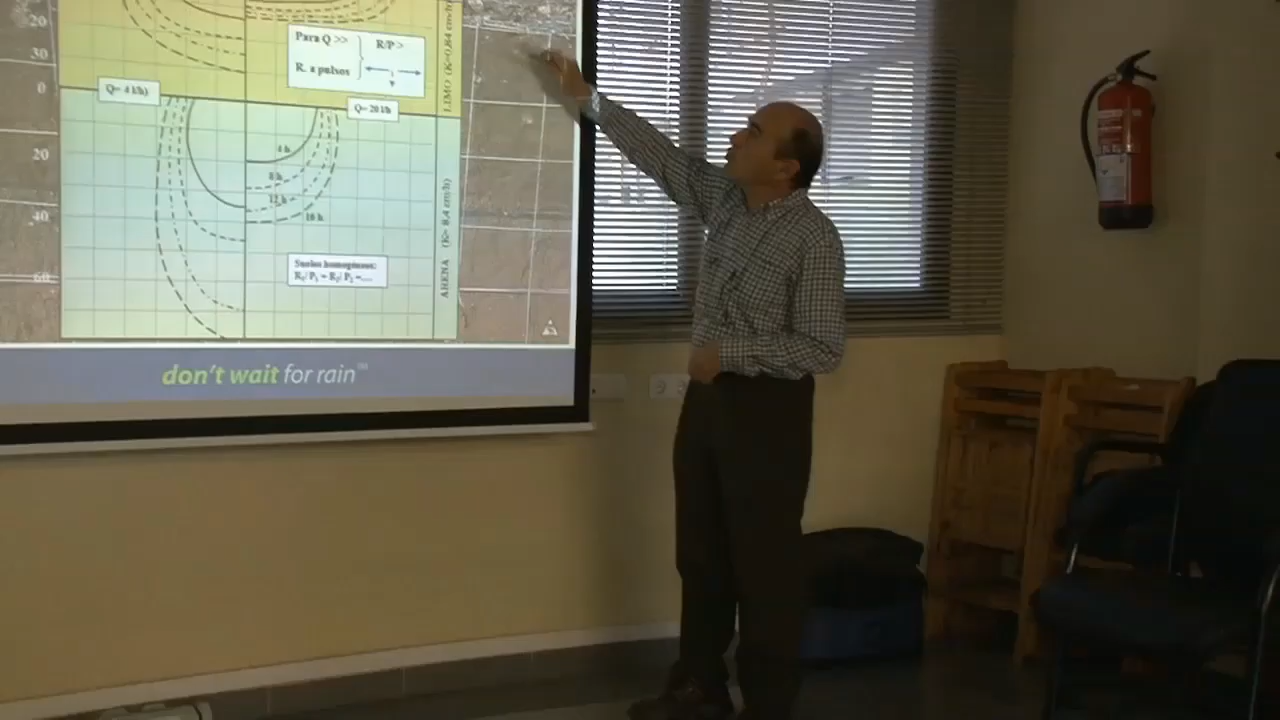 20
30
0
20
40
60
Para Q >>
R/P >
R. a pulsos
LIMO (K=0,84 cm/h)
Q= 4 l/h)
Q= 20 l/h
4 h
8 h
12 h
16 h
ARENA (K= 8,4 cm/h)
Suelos homogéneos:
R₁/ P₁ = R₂/ P₂ =....
don't wait for rain™